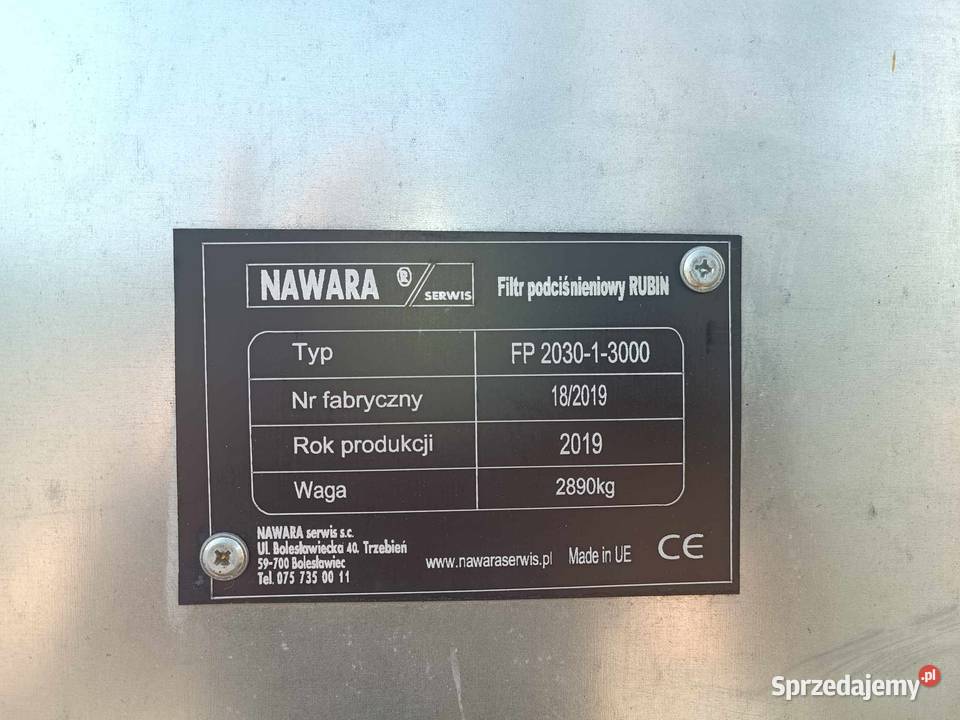 NAWARA ® SERWIS
Filtr podciśnieniowy RUBIN
Typ FP 2030-1-3000
Nr fabryczny 18/2019
Rok produkcji 2019
Waga 2890kg
NAWARA serwis s.c.
Ul. Bolesławiecka 40. Trzebień
59-700 Bolesławiec
Tel. 075 735 00 11
www.nawaraserwis.pl Made in UE CE
Sprzedajemy.pl